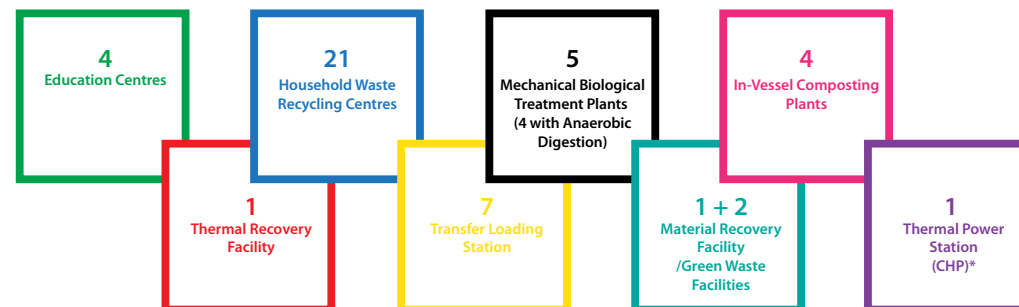 4
Education Centres
21
Household Waste
Recycling Centres
5
Mechanical Biological
Treatment Plants
(4 with Anaerobic
Digestion)
4
In-Vessel Composting
Plants
1
Thermal Recovery
Facility
7
Transfer Loading
Station
1 + 2
Material Recovery
Facility
/Green Waste
Facilities
1
Thermal Power
Station
(CHP)*